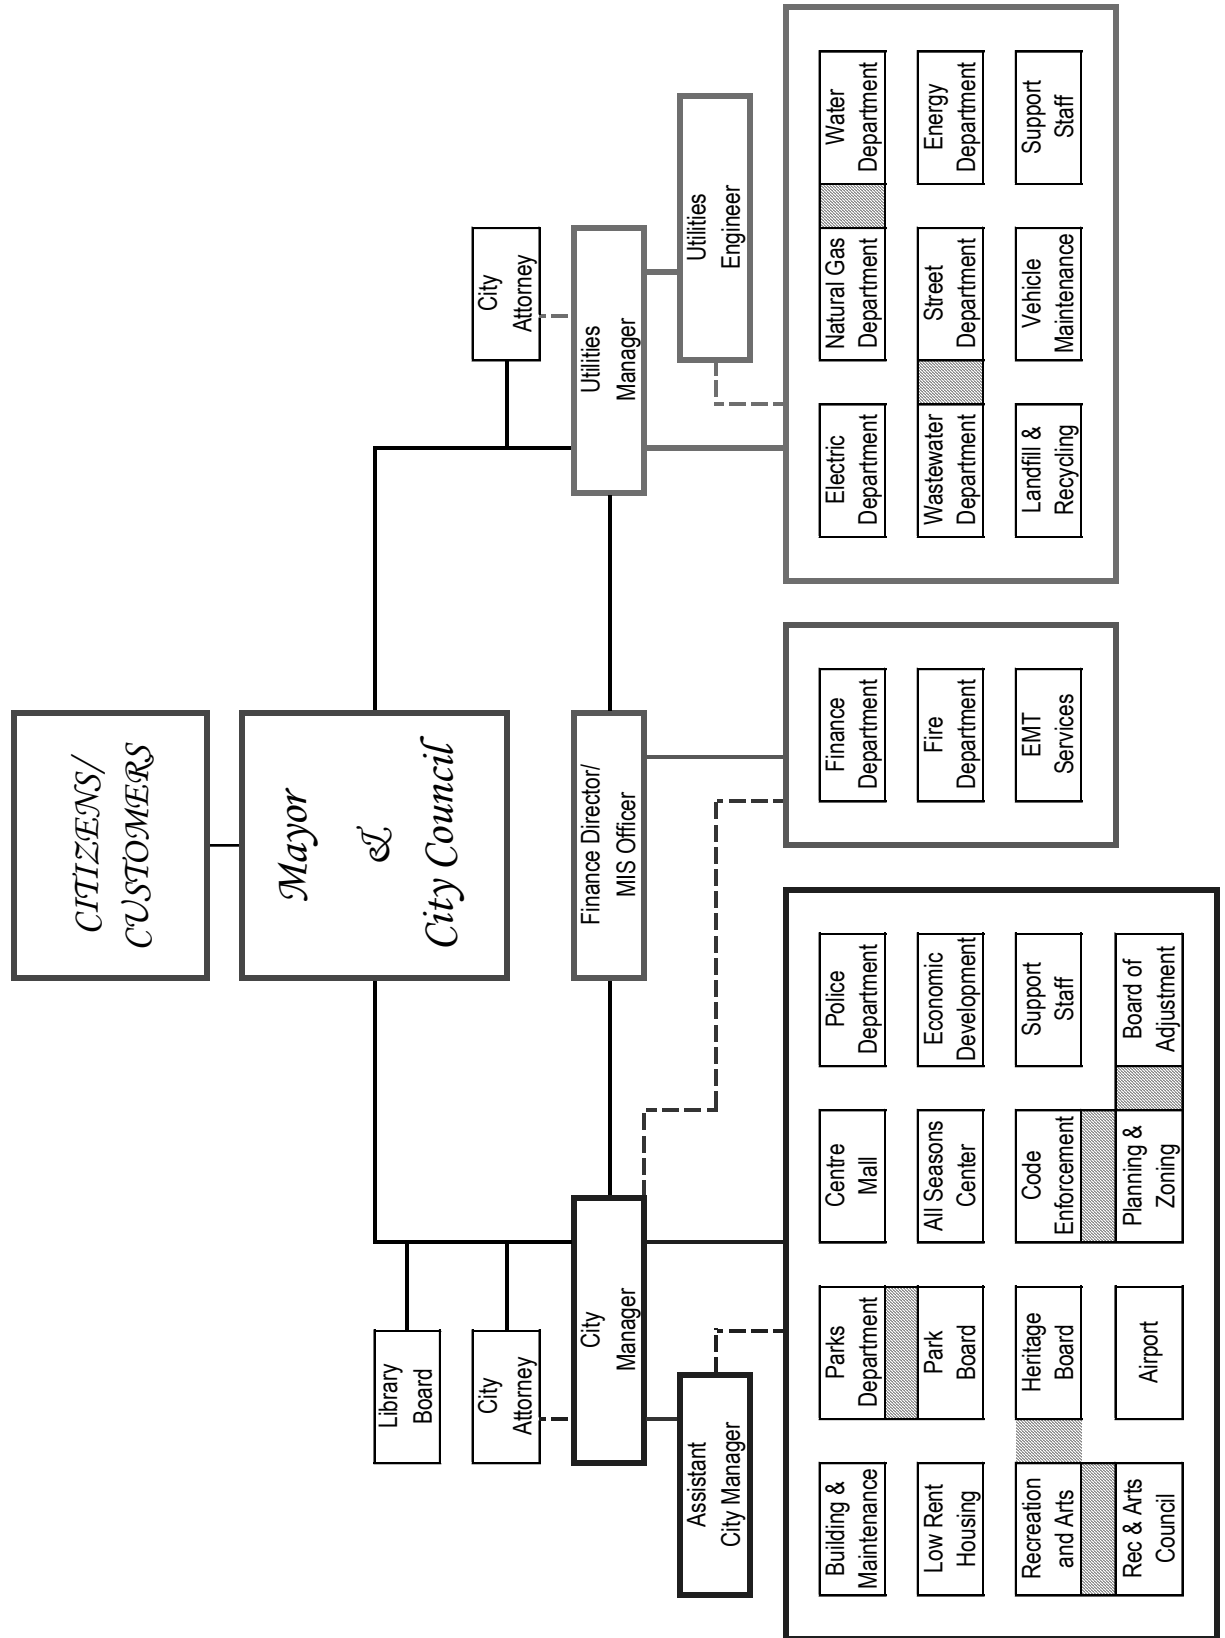 CITIZENS/
CUSTOMERS
Mayor
&
City Council
Library
Board
City
Attorney
City
Attorney
City
Manager
Finance Director/
MIS Officer
Utilities
Manager
Assistant
City Manager
Utilities
Engineer
Building &
Maintenance
Parks
Department
Centre
Mall
Police
Department
Low Rent
Housing
Park
Board
All Seasons
Center
Economic
Development
Recreation
and Arts
Heritage
Board
Code
Enforcement
Support
Staff
Rec & Arts
Council
Airport
Planning &
Zoning
Board of
Adjustment
Finance
Department
Fire
Department
EMT
Services
Electric
Department
Natural Gas
Department
Water
Department
Wastewater
Department
Street
Department
Energy
Department
Landfill &
Recycling
Vehicle
Maintenance
Support
Staff